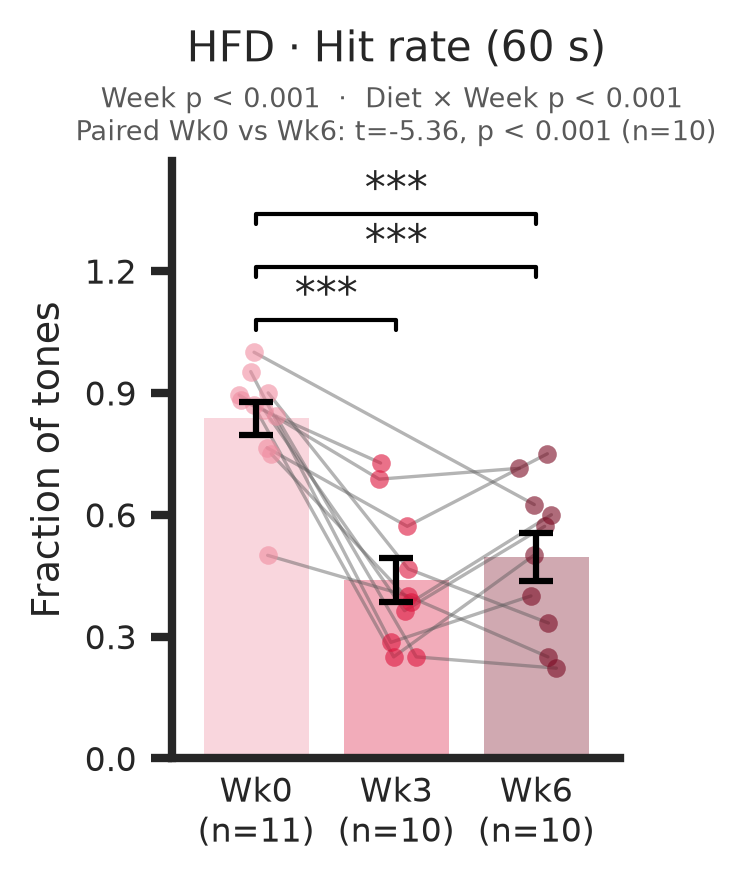 HFD · Hit rate (60 s)
Week p < 0.001 · Diet × Week p < 0.001
Paired Wk0 vs Wk6: t=-5.36, p < 0.001 (n=10)
***
***
***
1.2
0.9
0.6
0.3
0.0
Fraction of tones
Wk0 Wk3 Wk6
(n=11) (n=10) (n=10)